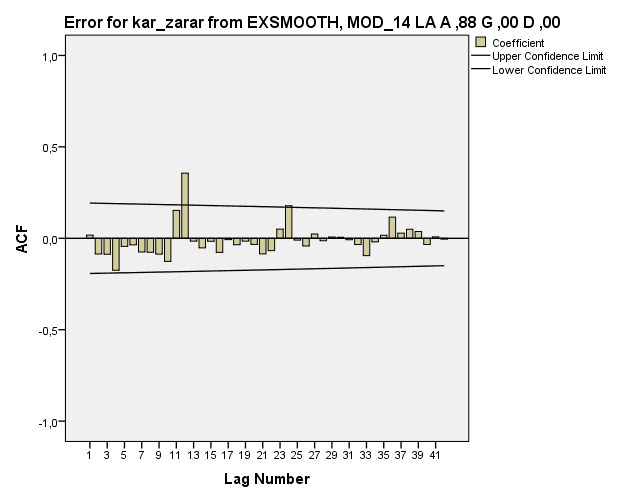 Error for kar_zarar from EXSMOOTH, MOD_14 LA A ,88 G ,00 D ,00
Coefficient
Upper Confidence Limit
Lower Confidence Limit
1,0
0,5
0,0
-0,5
-1,0
ACF
1 3 5 7 9 11 13 15 17 19 21 23 25 27 29 31 33 35 37 39 41
Lag Number